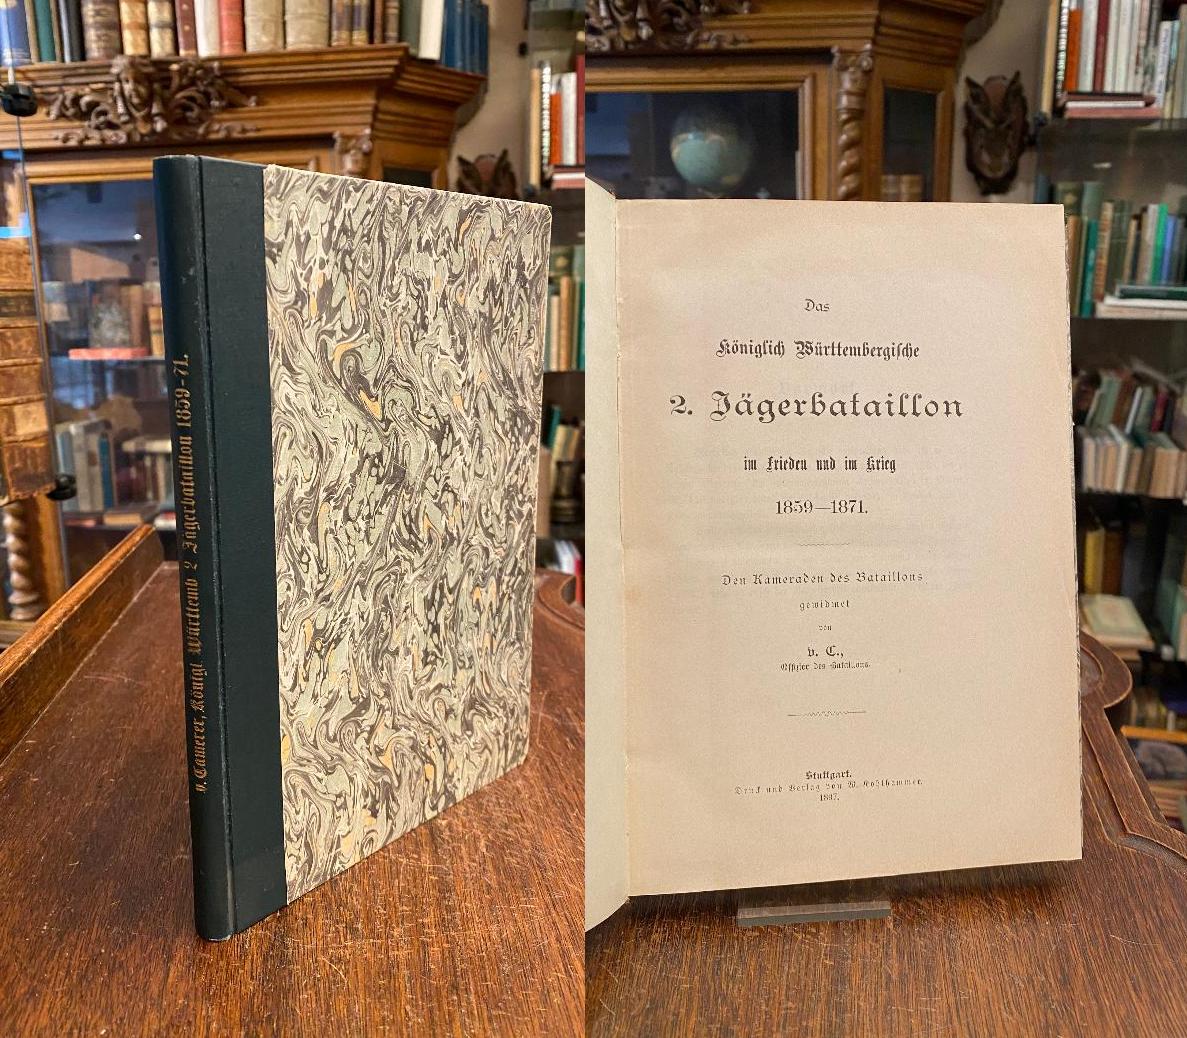 v. Camerer, Königl Württemb 2 Jägerbataillon 1859-71.
Das
Königlich Württembergische
2. Jägerbataillon
im Frieden und im Krieg
1859—1871.
Den Kameraden des Bataillons
gewidmet
von
v. C.,
Offizier des Bataillons.
Stuttgart.
Druck und Verlag von W. Kohlhammer.
1897.